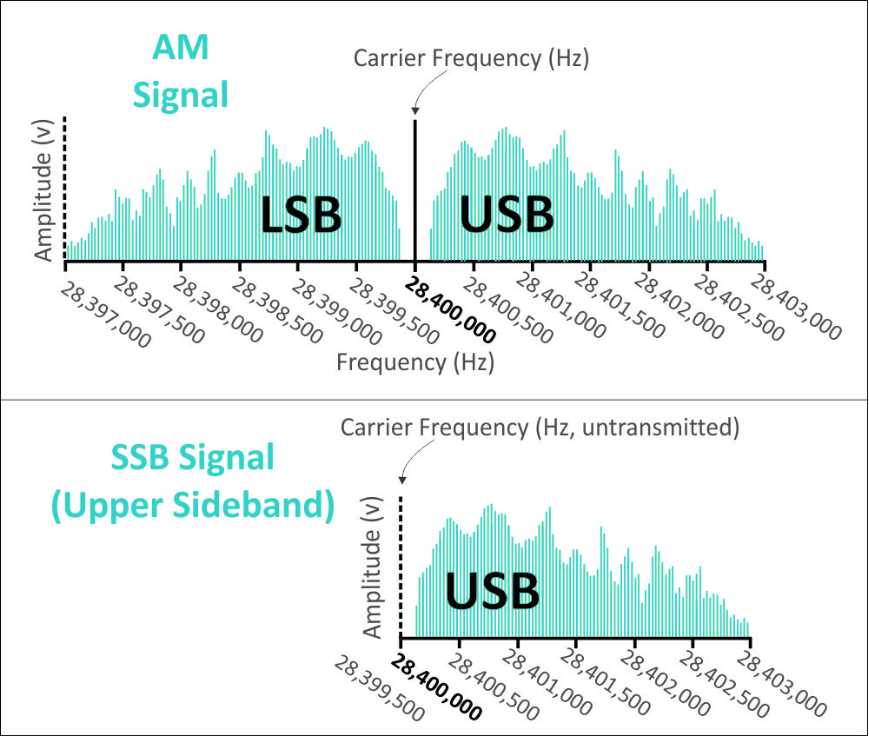 AM
Signal
Carrier Frequency (Hz)
Amplitude (v)
LSB
USB
28,397,000
28,397,500
28,398,000
28,398,500
28,399,000
28,399,500
28,400,000
28,400,500
28,401,000
28,401,500
28,402,000
28,402,500
28,403,000
Frequency (Hz)
Carrier Frequency (Hz, untransmitted)
SSB Signal
(Upper Sideband)
Amplitude (v)
USB
28,399,500
28,400,000
28,400,500
28,401,000
28,401,500
28,402,000
28,402,500
28,403,000